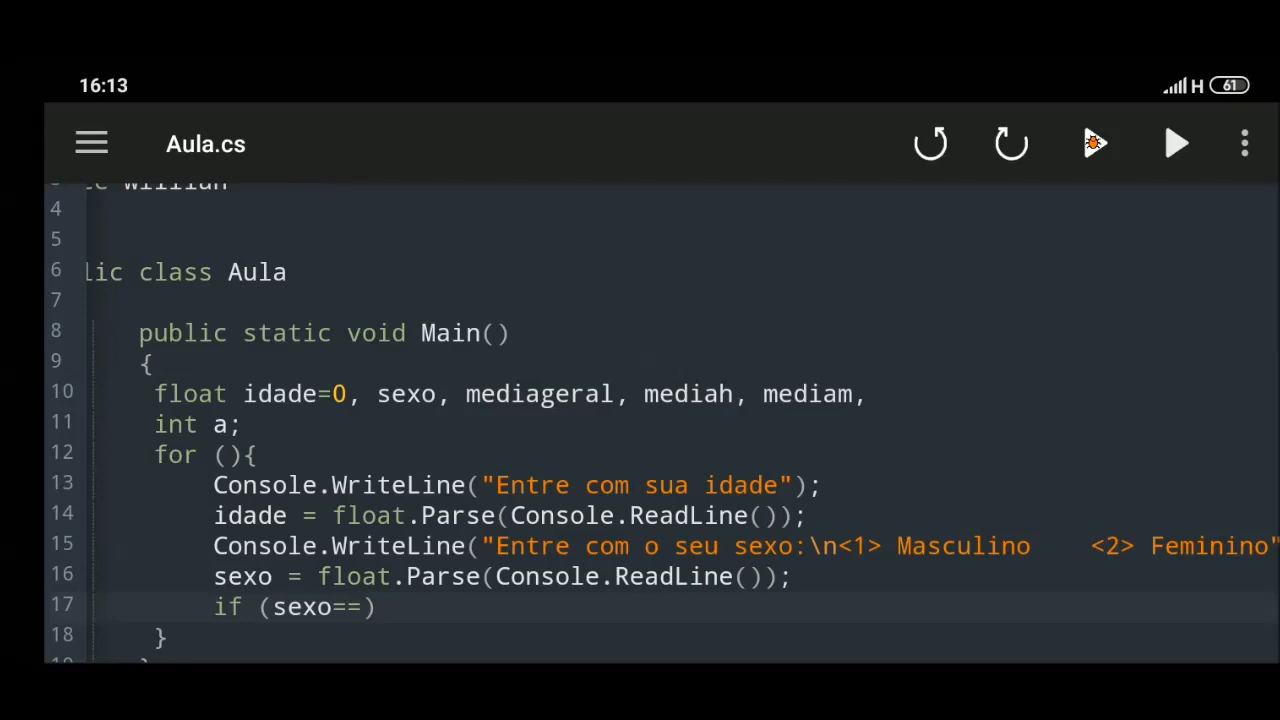 16:13
H 61
Aula.cs
Willian
4
5
6 lic class Aula
7
8 public static void Main()
9 {
10 float idade=0, sexo, mediageral, mediah, mediam,
11 int a;
12 for (){
13 Console.WriteLine("Entre com sua idade");
14 idade = float.Parse(Console.ReadLine());
15 Console.WriteLine("Entre com o seu sexo:\n<1> Masculino    <2> Feminino"
16 sexo = float.Parse(Console.ReadLine());
17 if (sexo==)
18 }